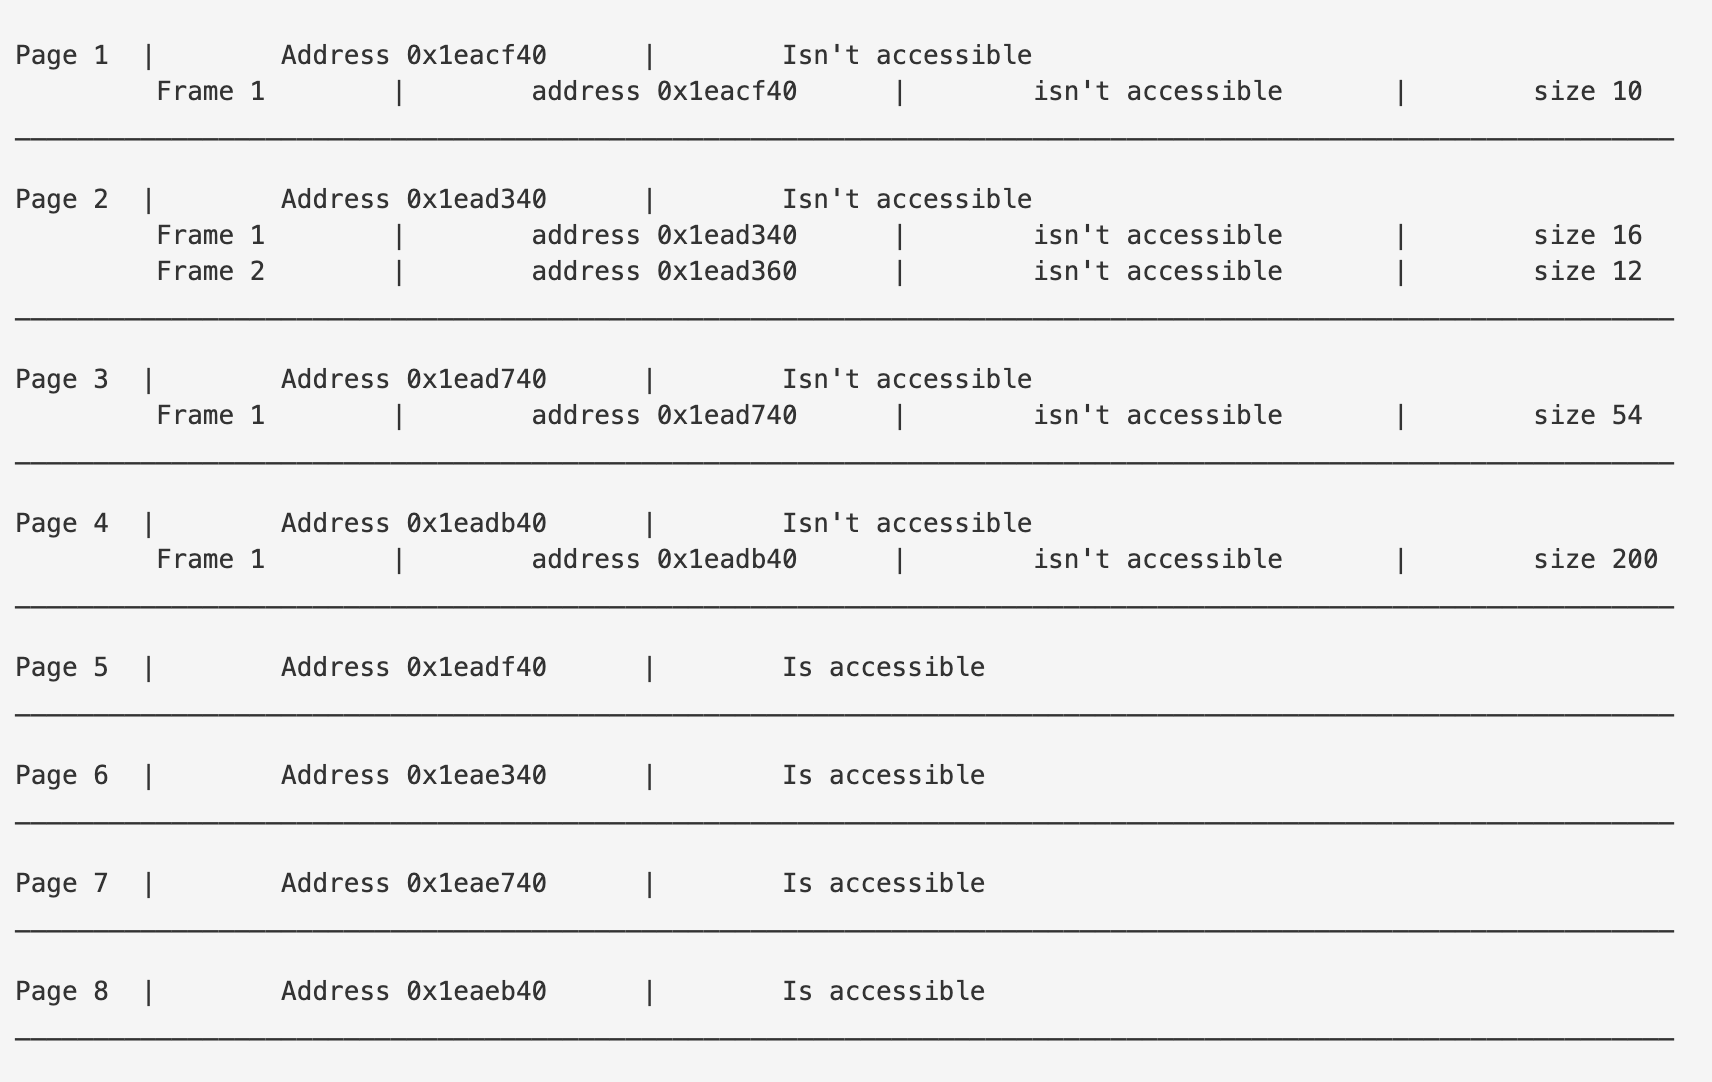 Page 1 | Address 0x1eacf40 | Isn't accessible
Frame 1 | address 0x1eacf40 | isn't accessible | size 10
Page 2 | Address 0x1ead340 | Isn't accessible
Frame 1 | address 0x1ead340 | isn't accessible | size 16
Frame 2 | address 0x1ead360 | isn't accessible | size 12
Page 3 | Address 0x1ead740 | Isn't accessible
Frame 1 | address 0x1ead740 | isn't accessible | size 54
Page 4 | Address 0x1eadb40 | Isn't accessible
Frame 1 | address 0x1eadb40 | isn't accessible | size 200
Page 5 | Address 0x1eadf40 | Is accessible
Page 6 | Address 0x1eae340 | Is accessible
Page 7 | Address 0x1eae740 | Is accessible
Page 8 | Address 0x1eaeb40 | Is accessible